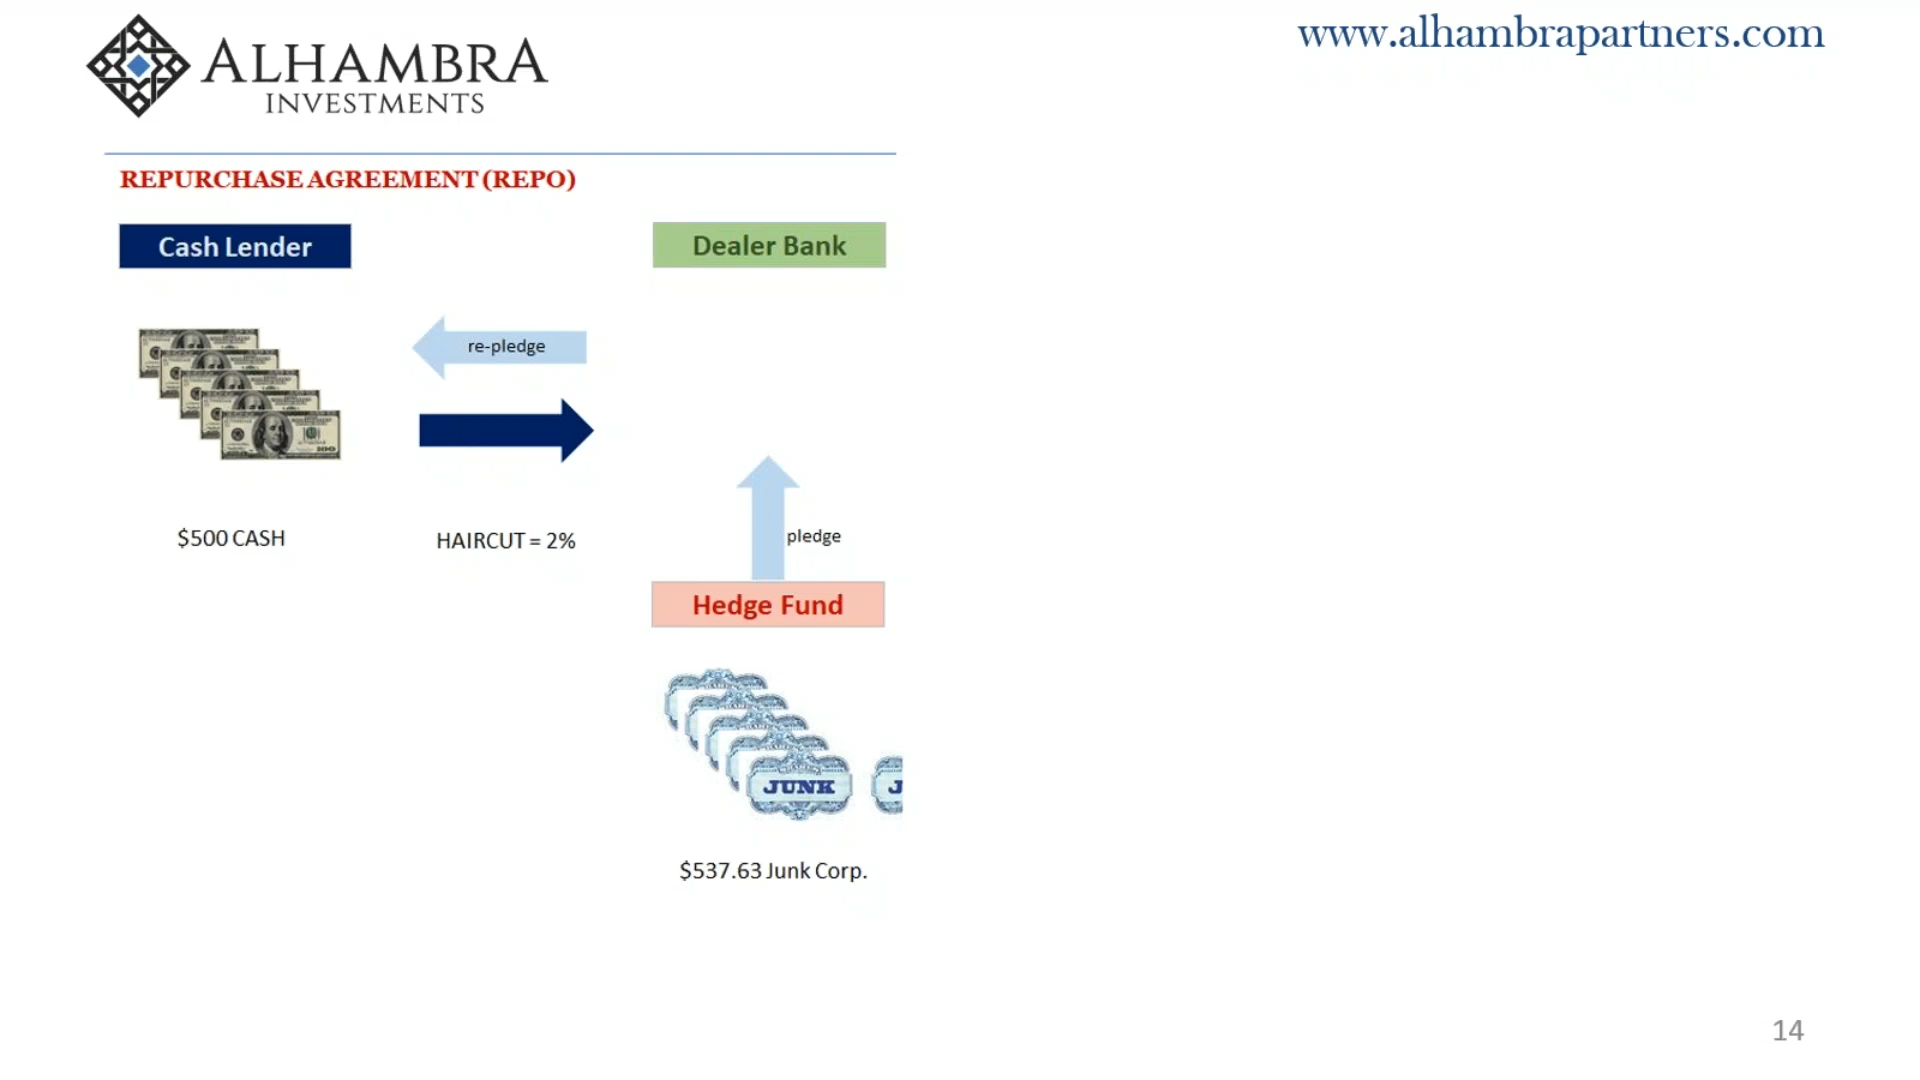 ALHAMBRA
INVESTMENTS
www.alhambrapartners.com
REPURCHASE AGREEMENT (REPO)
Cash Lender
Dealer Bank
re-pledge
$500 CASH
HAIRCUT = 2%
pledge
Hedge Fund
JUNK
J
$537.63 Junk Corp.
14